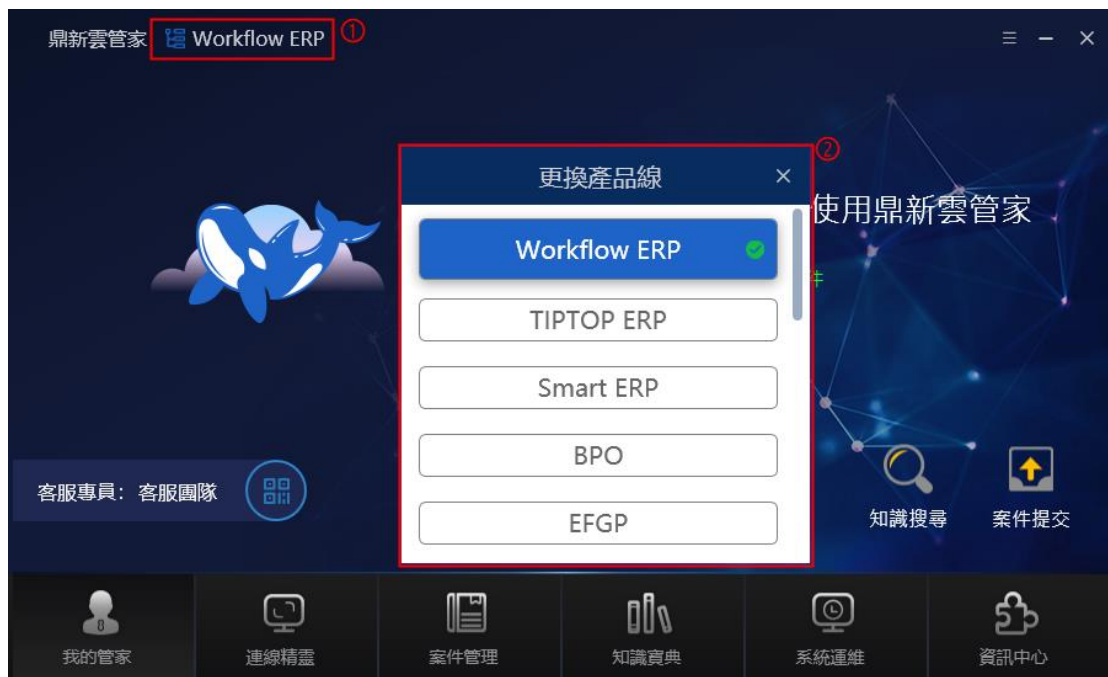 鼎新雲管家 Workflow ERP ①
②
更換產品線
使用鼎新雲管家
Workflow ERP
件
TIPTOP ERP
Smart ERP
BPO
EFGP
客服專員：客服團隊
知識搜尋 案件提交
我的管家 連線精靈 案件管理 知識寶典 系統運維 資訊中心